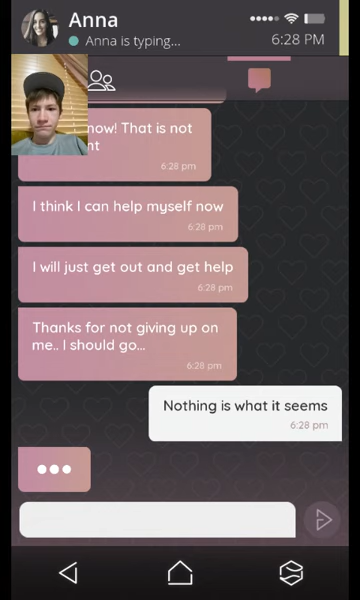 Anna
Anna is typing...
6:28 PM
now! That is not
6:28 pm
I think I can help myself now
6:28 pm
I will just get out and get help
6:28 pm
Thanks for not giving up on
me.. I should go...
6:28 pm
Nothing is what it seems
6:28 pm